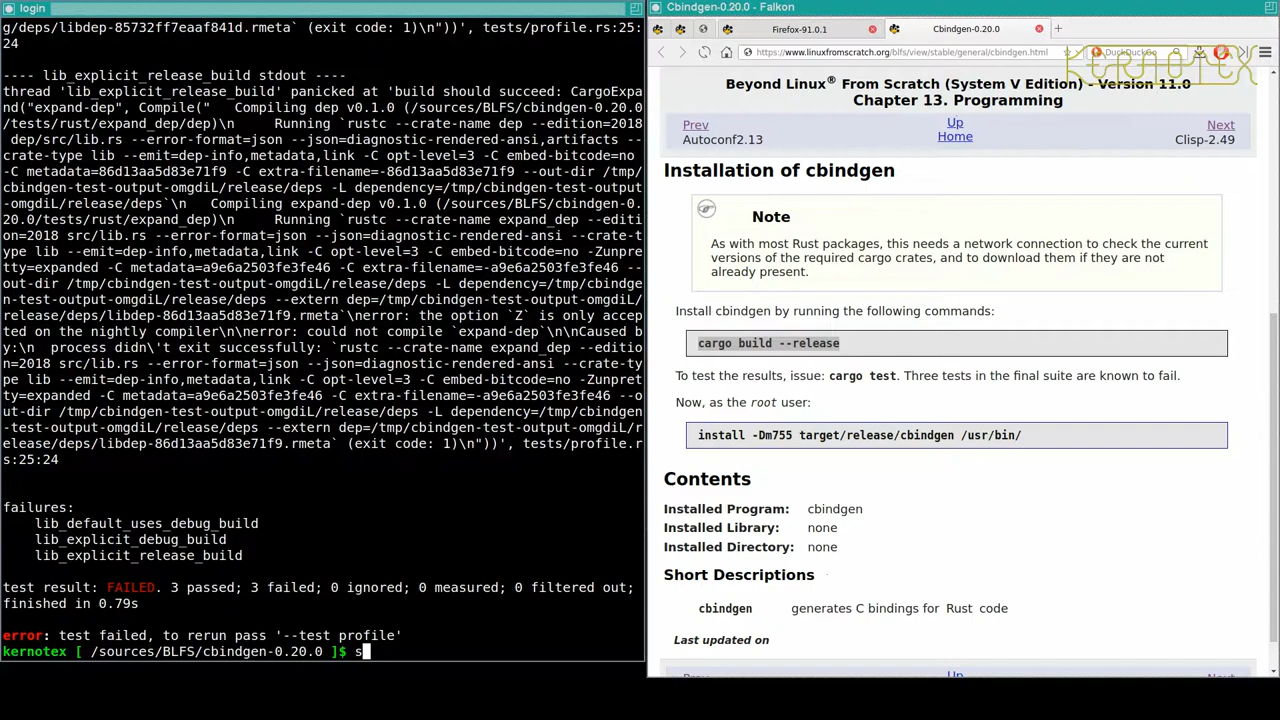 login
g/deps/libdep-85732ff7eaaf841d.rmeta` (exit code: 1)\n"))', tests/profile.rs:25:
24
---- lib_explicit_release_build stdout ----
thread 'lib_explicit_release_build' panicked at 'build should succeed: CargoExpa
nd("expand-dep", Compile("   Compiling dep v0.1.0 (/sources/BLFS/cbindgen-0.20.0
/tests/rust/expand_dep/dep)\n     Running `rustc --crate-name dep --edition=2018
 dep/src/lib.rs --error-format=json --json=diagnostic-rendered-ansi,artifacts --
crate-type lib --emit=dep-info,metadata,link -C opt-level=3 -C embed-bitcode=no
-C metadata=86d13aa5d83e71f9 -C extra-filename=-86d13aa5d83e71f9 --out-dir /tmp/
cbindgen-test-output-omgdiL/release/deps -L dependency=/tmp/cbindgen-test-output
-omgdiL/release/deps`\n   Compiling expand-dep v0.1.0 (/sources/BLFS/cbindgen-0.
20.0/tests/rust/expand_dep)\n     Running `rustc --crate-name expand_dep --editi
on=2018 src/lib.rs --error-format=json --json=diagnostic-rendered-ansi --crate-ty
pe lib --emit=dep-info,metadata,link -C opt-level=3 -C embed-bitcode=no -Zunpre
tty=expanded -C metadata=a9e6a2503fe3fe46 -C extra-filename=-a9e6a2503fe3fe46 --
out-dir /tmp/cbindgen-test-output-omgdiL/release/deps -L dependency=/tmp/cbindge
n-test-output-omgdiL/release/deps --extern dep=/tmp/cbindgen-test-output-omgdiL/
release/deps/libdep-86d13aa5d83e71f9.rmeta`\nerror: the option `Z` is only accep
ted on the nightly compiler\n\nerror: could not compile `expand-dep`\n\nCaused b
y:\n  process didn\'t exit successfully: `rustc --crate-name expand_dep --editio
n=2018 src/lib.rs --error-format=json --json=diagnostic-rendered-ansi --crate-ty
pe lib --emit=dep-info,metadata,link -C opt-level=3 -C embed-bitcode=no -Zunpret
ty=expanded -C metadata=a9e6a2503fe3fe46 -C extra-filename=-a9e6a2503fe3fe46 --o
ut-dir /tmp/cbindgen-test-output-omgdiL/release/deps -L dependency=/tmp/cbindgen
-test-output-omgdiL/release/deps --extern dep=/tmp/cbindgen-test-output-omgdiL/r
elease/deps/libdep-86d13aa5d83e71f9.rmeta` (exit code: 1)\n"))', tests/profile.r
s:25:24
failures:
    lib_default_uses_debug_build
    lib_explicit_debug_build
    lib_explicit_release_build
test result: FAILED. 3 passed; 3 failed; 0 ignored; 0 measured; 0 filtered out;
finished in 0.79s
error: test failed, to rerun pass '--test profile'
kernotex [ /sources/BLFS/cbindgen-0.20.0 ]$ s
Cbindgen-0.20.0 - Falkon
Firefox-91.0.1
Cbindgen-0.20.0
https://www.linuxfromscratch.org/blfs/view/stable/general/cbindgen.html
DuckDuckGo
KERNOTEX
Beyond Linux® From Scratch (System V Edition) - Version 11.0
Chapter 13. Programming
Prev Up Next
Autoconf2.13 Home Clisp-2.49
Installation of cbindgen
Note
As with most Rust packages, this needs a network connection to check the current
versions of the required cargo crates, and to download them if they are not
already present.
Install cbindgen by running the following commands:
cargo build --release
To test the results, issue: cargo test. Three tests in the final suite are known to fail.
Now, as the root user:
install -Dm755 target/release/cbindgen /usr/bin/
Contents
Installed Program: cbindgen
Installed Library: none
Installed Directory: none
Short Descriptions
cbindgen generates C bindings for Rust code
Last updated on
Prev Up Next